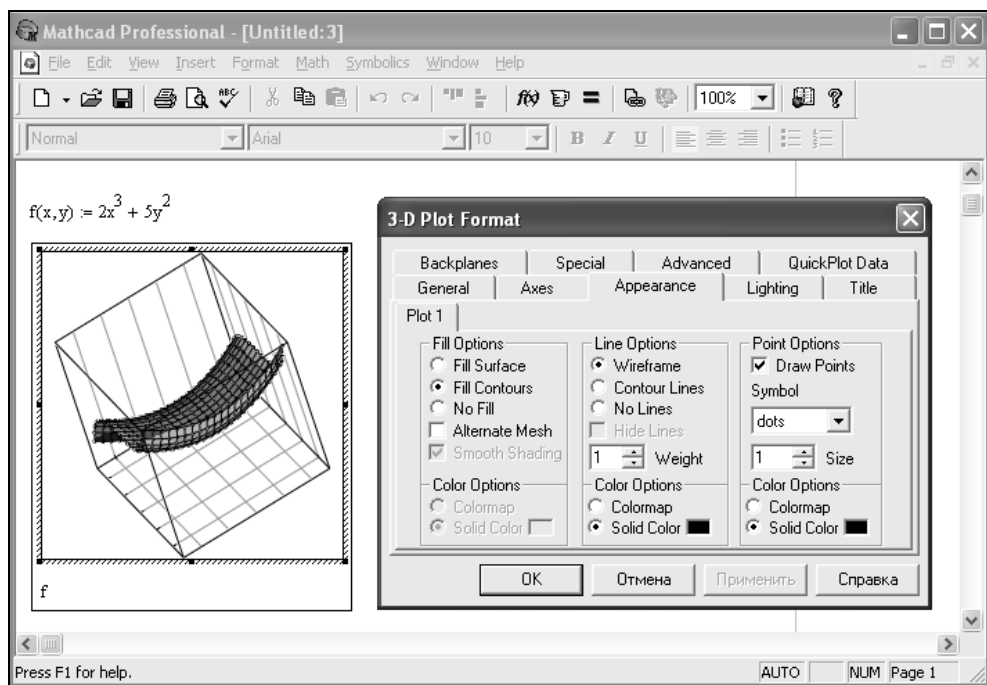 Mathcad Professional - [Untitled:3]
File Edit View Insert Format Math Symbolics Window Help
ABC f(x) = 100% ?
Normal Arial 10 B I U
f(x,y) := 2x^3 + 5y^2
f
3-D Plot Format
Backplanes Special Advanced QuickPlot Data
General Axes Appearance Lighting Title
Plot 1
Fill Options
Fill Surface
Fill Contours
No Fill
Alternate Mesh
Smooth Shading
Color Options
Colormap
Solid Color
Line Options
Wireframe
Contour Lines
No Lines
Hide Lines
1 Weight
Color Options
Colormap
Solid Color
Point Options
Draw Points
Symbol
dots
1 Size
Color Options
Colormap
Solid Color
OK Отмена Применить Справка
Press F1 for help. AUTO NUM Page 1